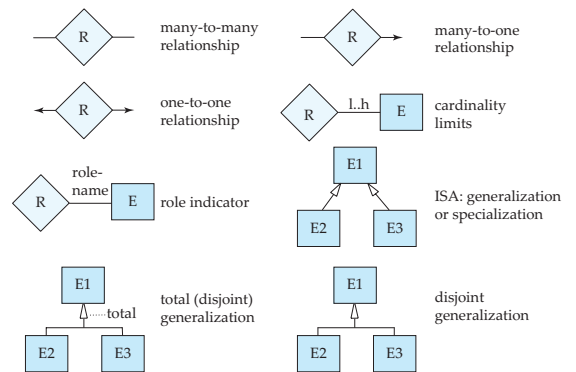 R
many-to-many
relationship
R
many-to-one
relationship
R
one-to-one
relationship
R
l..h
E
cardinality
limits
R
role-
name
E
role indicator
E1
E2
E3
ISA: generalization
or specialization
E1
total
E2
E3
total (disjoint)
generalization
E1
E2
E3
disjoint
generalization